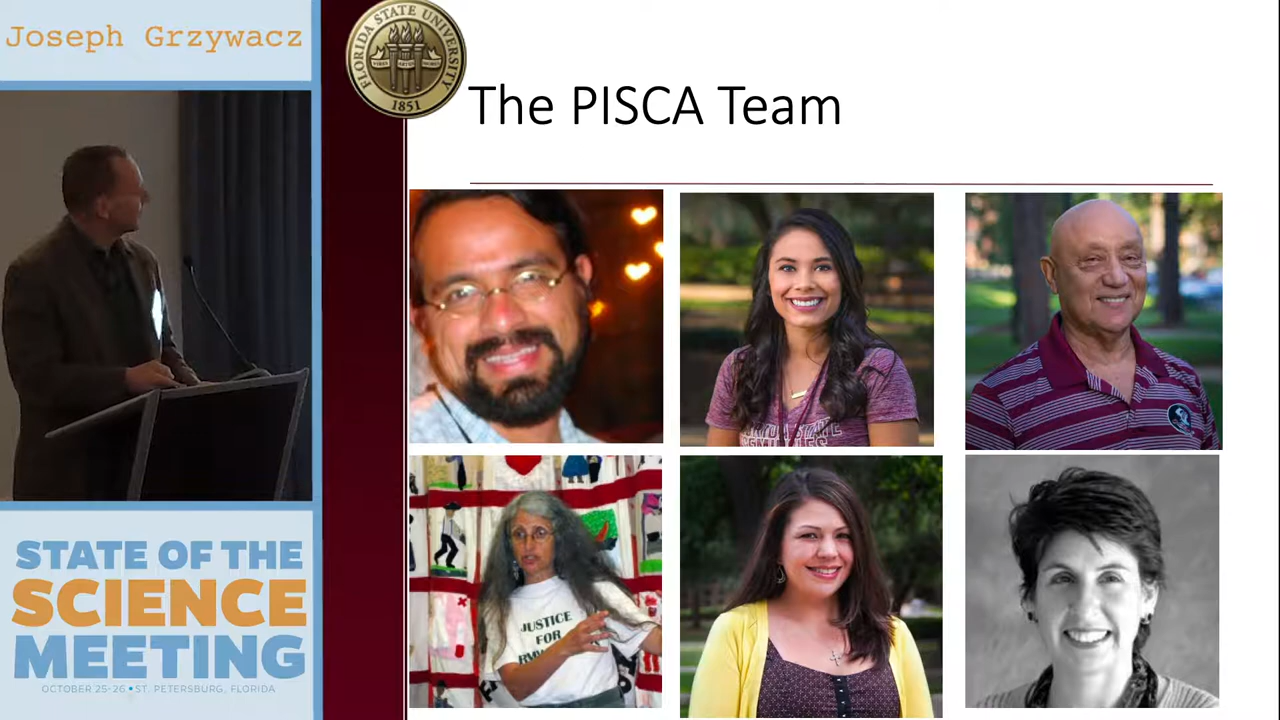 Joseph Grzywacz
FLORIDA STATE UNIVERSITY
1851
The PISCA Team
JUSTICE
FOR
STATE OF THE
SCIENCE
MEETING
OCTOBER 25-26 • ST. PETERSBURG, FLORIDA